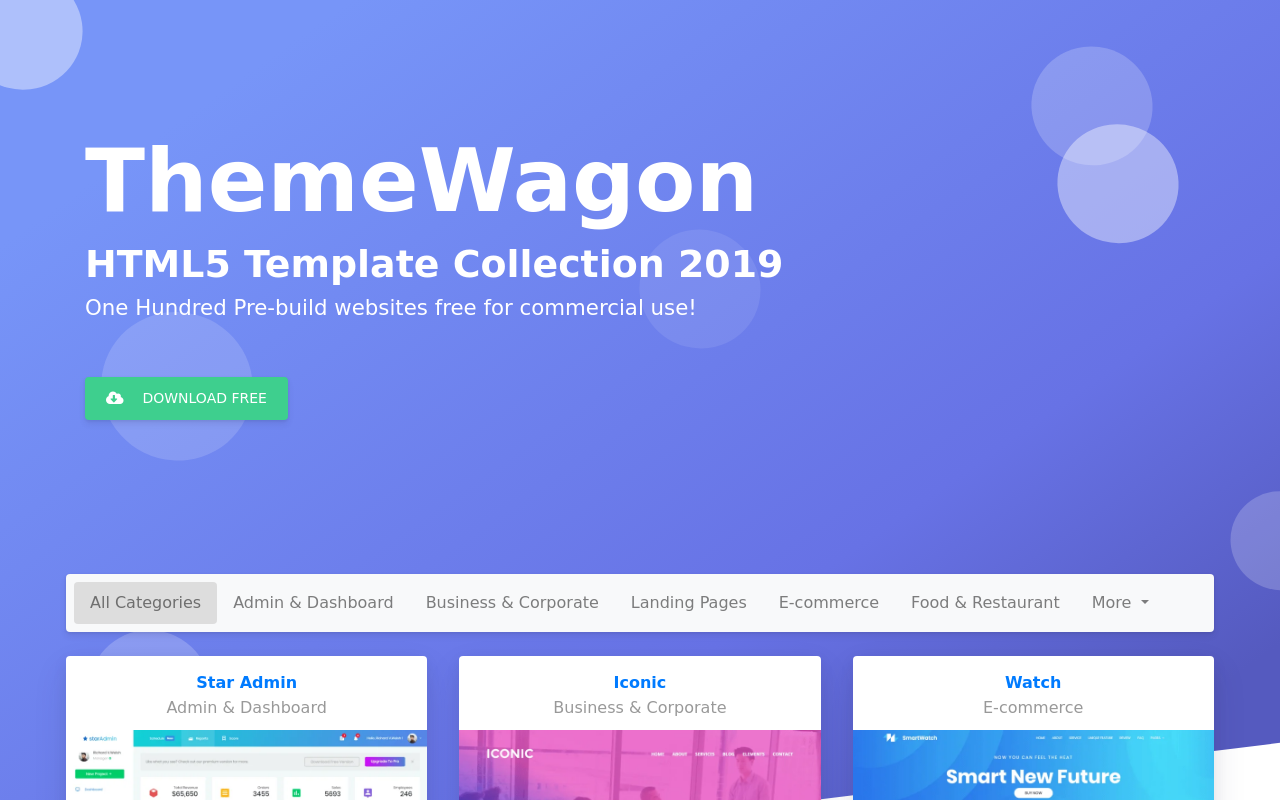 ThemeWagon
HTML5 Template Collection 2019
One Hundred Pre-build websites free for commercial use!
DOWNLOAD FREE
All Categories Admin & Dashboard Business & Corporate Landing Pages E-commerce Food & Restaurant More
Star Admin
Admin & Dashboard
Iconic
Business & Corporate
Watch
E-commerce
starAdmin
New Project +
Upgrade To Pro
Total Revenue
$65,650
Orders
3455
Sales
5693
Employees
246
ICONIC
HOME ABOUT SERVICES BLOG ELEMENTS CONTACT
SmartWatch
NOW YOU CAN FEEL THE HEAT
Smart New Future
BUY NOW